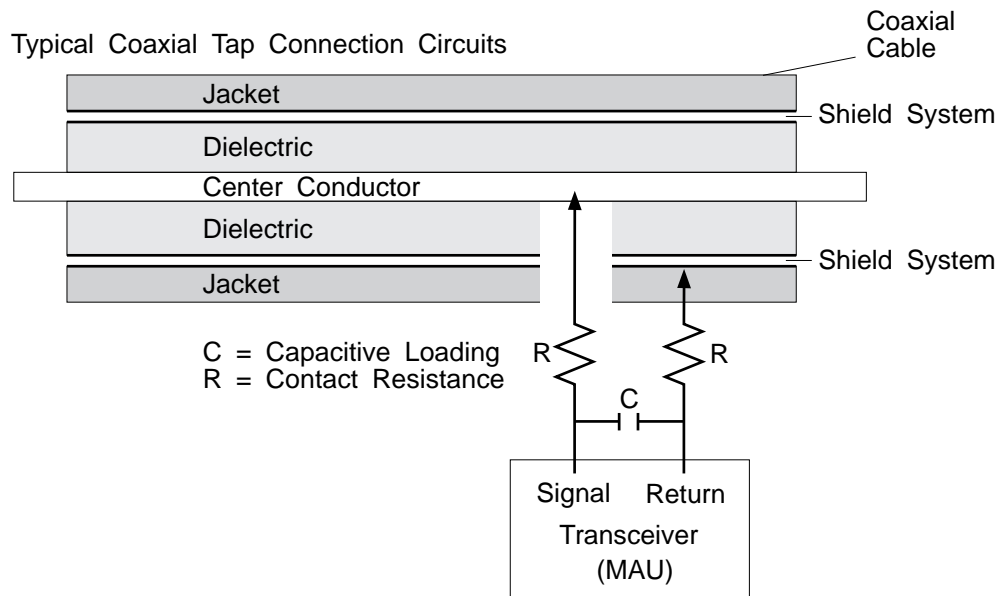 Typical Coaxial Tap Connection Circuits
Coaxial
Cable
Jacket
Shield System
Dielectric
Center Conductor
Dielectric
Shield System
Jacket
C = Capacitive Loading
R = Contact Resistance
R
R
C
Signal
Return
Transceiver
(MAU)